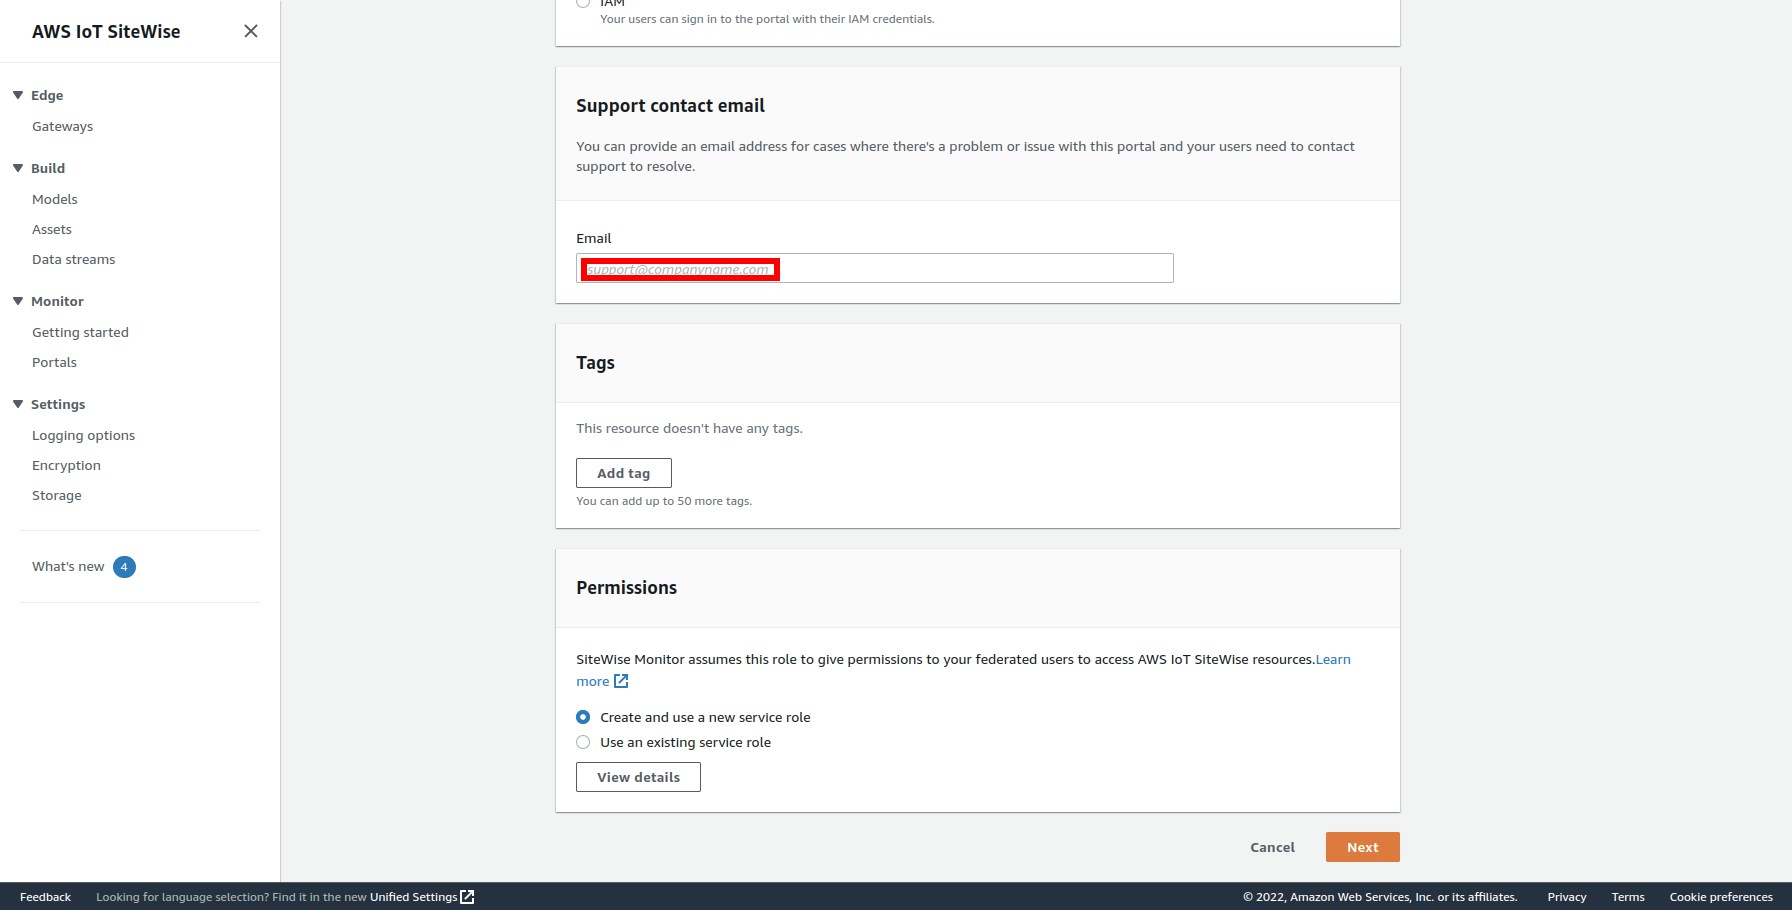 AWS IoT SiteWise
Edge
Gateways
Build
Models
Assets
Data streams
Monitor
Getting started
Portals
Settings
Logging options
Encryption
Storage
What's new 4
IAM
Your users can sign in to the portal with their IAM credentials.
Support contact email
You can provide an email address for cases where there's a problem or issue with this portal and your users need to contact
support to resolve.
Email
support@companyname.com
Tags
This resource doesn't have any tags.
Add tag
You can add up to 50 more tags.
Permissions
SiteWise Monitor assumes this role to give permissions to your federated users to access AWS IoT SiteWise resources.Learn
more
Create and use a new service role
Use an existing service role
View details
Cancel Next
Feedback Looking for language selection? Find it in the new Unified Settings © 2022, Amazon Web Services, Inc. or its affiliates. Privacy Terms Cookie preferences